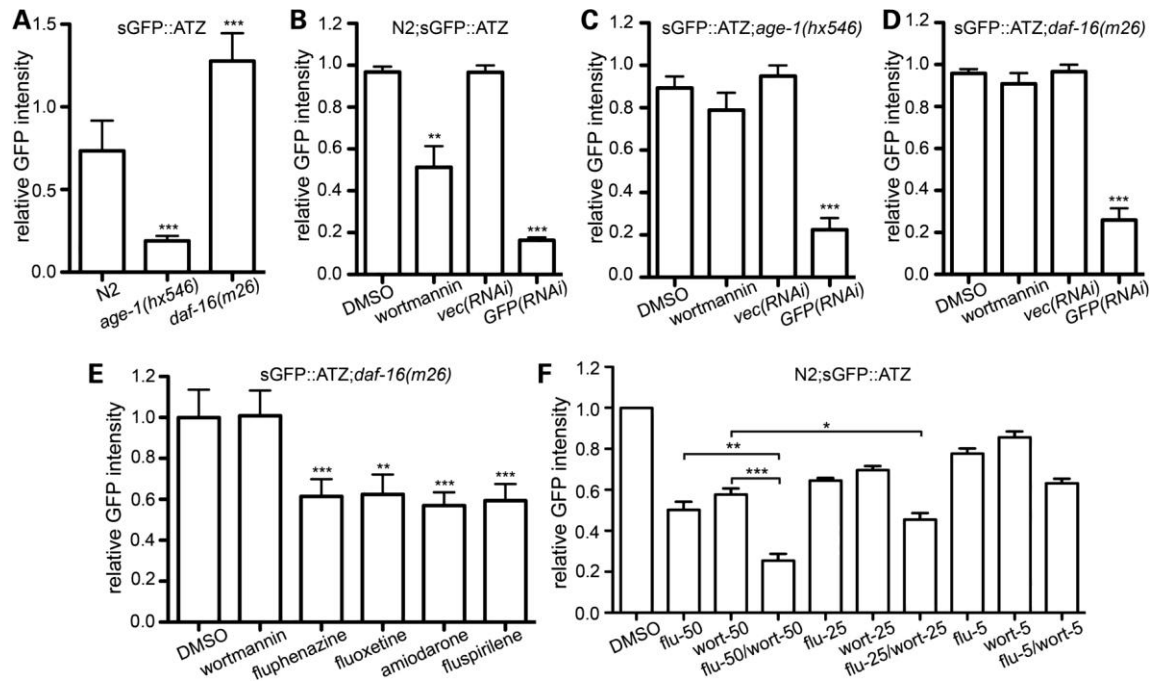 A
sGFP::ATZ
relative GFP intensity
1.5
1.0
0.5
0.0
***
***
N2
age-1(hx546)
daf-16(m26)
B
N2;sGFP::ATZ
relative GFP intensity
1.2
1.0
0.8
0.6
0.4
0.2
0.0
**
***
DMSO
wortmannin
vec(RNAi)
GFP(RNAi)
C
sGFP::ATZ;age-1(hx546)
relative GFP intensity
1.2
1.0
0.8
0.6
0.4
0.2
0.0
***
DMSO
wortmannin
vec(RNAi)
GFP(RNAi)
D
sGFP::ATZ;daf-16(m26)
relative GFP intensity
1.2
1.0
0.8
0.6
0.4
0.2
0.0
***
DMSO
wortmannin
vec(RNAi)
GFP(RNAi)
E
sGFP::ATZ;daf-16(m26)
relative GFP intensity
1.2
1.0
0.8
0.6
0.4
0.2
0.0
***
**
***
***
DMSO
wortmannin
fluphenazine
fluoxetine
amiodarone
fluspirilene
F
N2;sGFP::ATZ
relative GFP intensity
1.2
1.0
0.8
0.6
0.4
0.2
0.0
*
**
***
DMSO
flu-50
wort-50
flu-50/wort-50
flu-25
wort-25
flu-25/wort-25
flu-5
wort-5
flu-5/wort-5